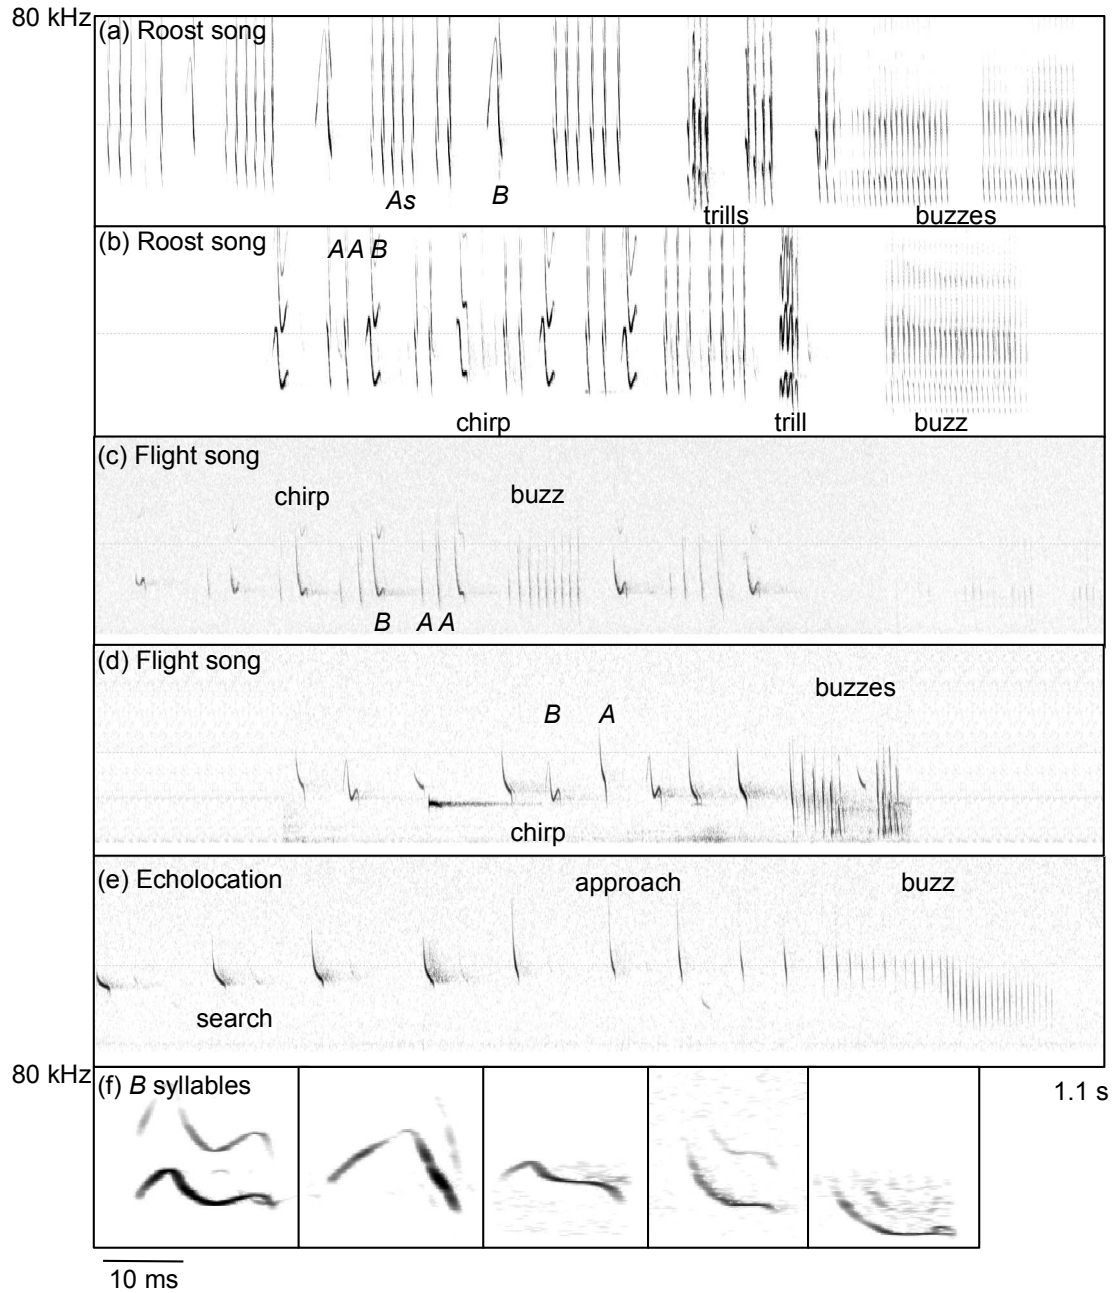 80 kHz
(a) Roost song
As
B
trills
buzzes
(b) Roost song
A A B
chirp
trill
buzz
(c) Flight song
chirp
buzz
B
A A
(d) Flight song
buzzes
B
A
chirp
(e) Echolocation
approach
buzz
search
80 kHz
(f) B syllables
1.1 s
10 ms